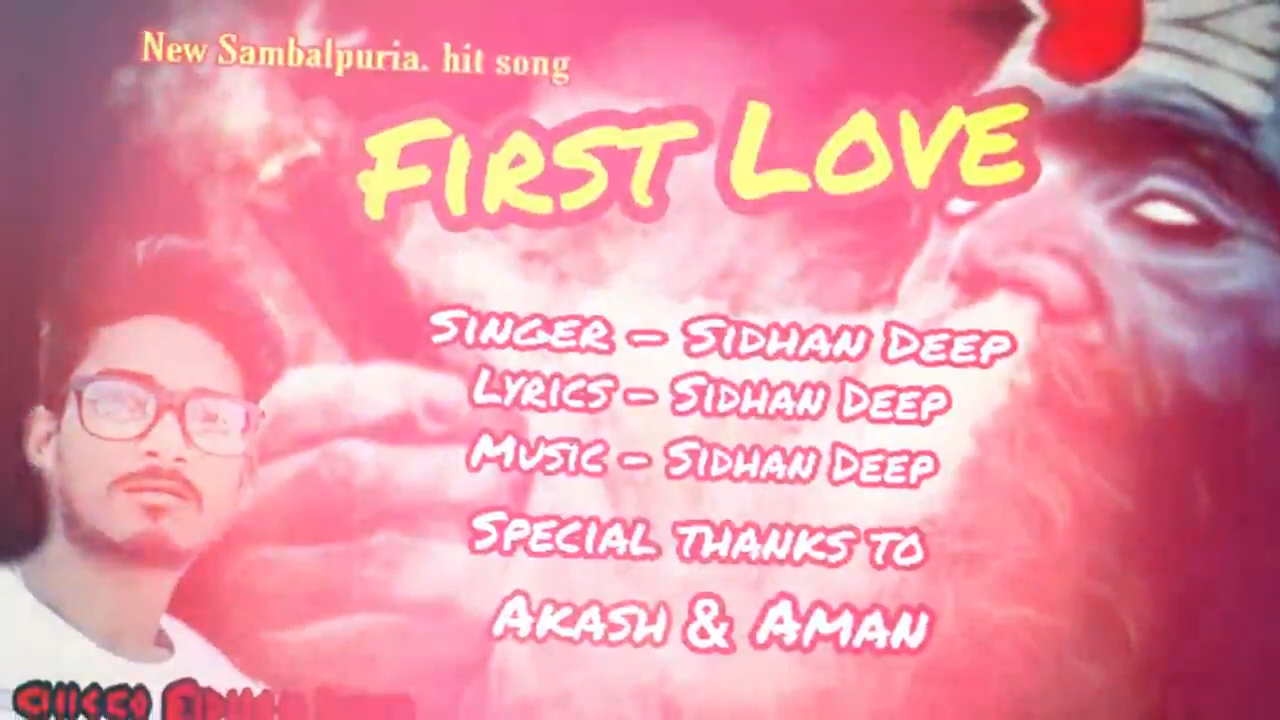 New Sambalpuria. hit song
FIRST LOVE
SINGER - SIDHAN DEEP
LYRICS - SIDHAN DEEP
MUSIC - SIDHAN DEEP
SPECIAL THANKS TO
AKASH & AMAN